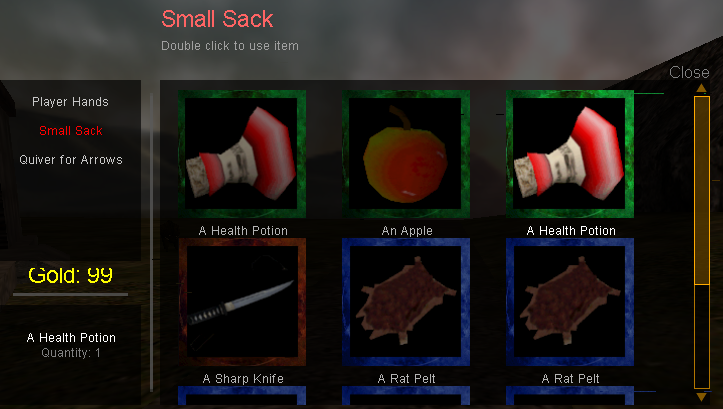 Small Sack
Double click to use item
Close
Player Hands
Small Sack
Quiver for Arrows
Gold: 99
A Health Potion
Quantity: 1
A Health Potion
An Apple
A Health Potion
A Sharp Knife
A Rat Pelt
A Rat Pelt